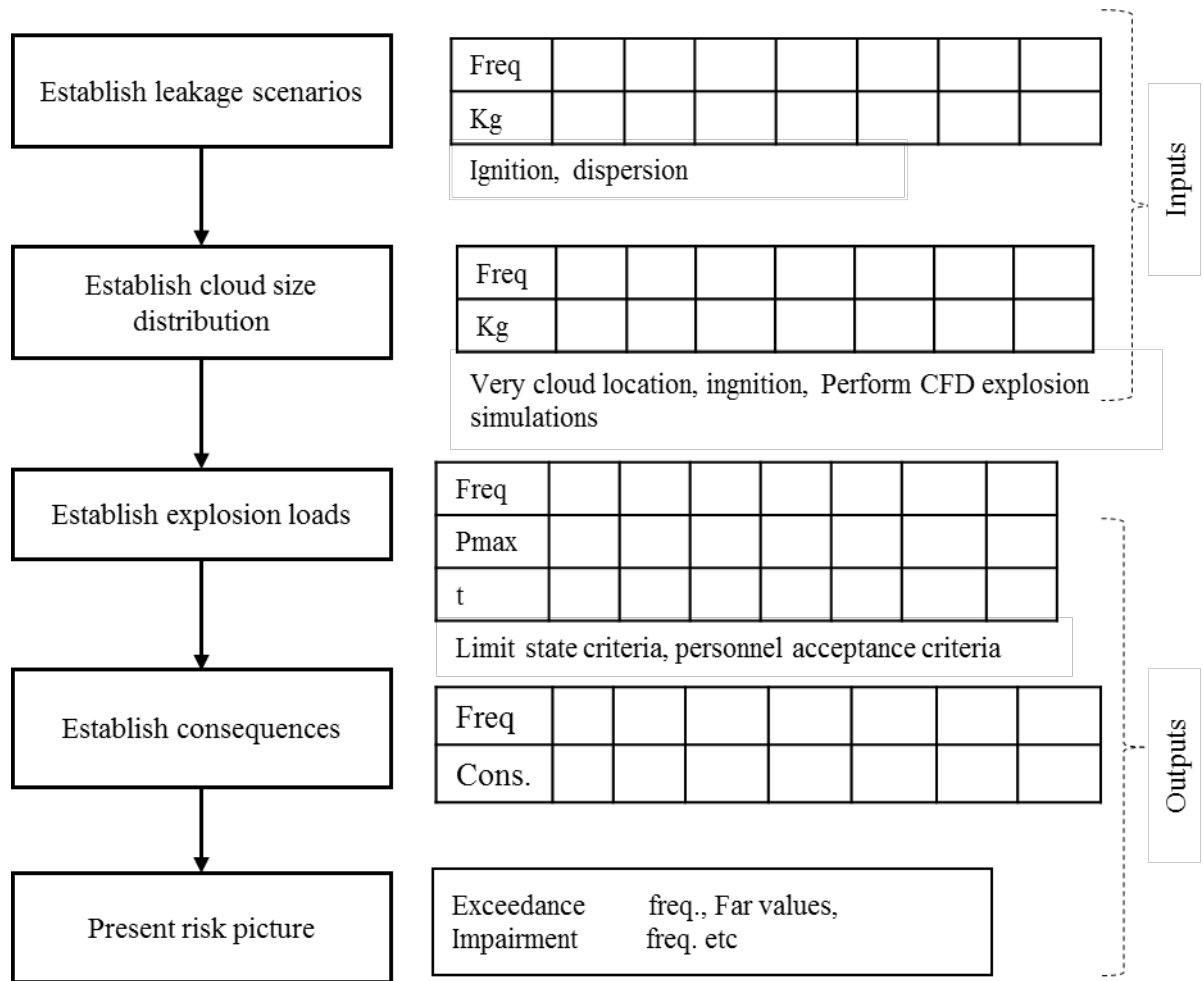 Establish leakage scenarios
Freq
Kg
Ignition, dispersion
Inputs
Establish cloud size
distribution
Freq
Kg
Very cloud location, ingnition, Perform CFD explosion
simulations
Establish explosion loads
Freq
Pmax
t
Limit state criteria, personnel acceptance criteria
Establish consequences
Freq
Cons.
Outputs
Present risk picture
Exceedance freq., Far values,
Impairment freq. etc